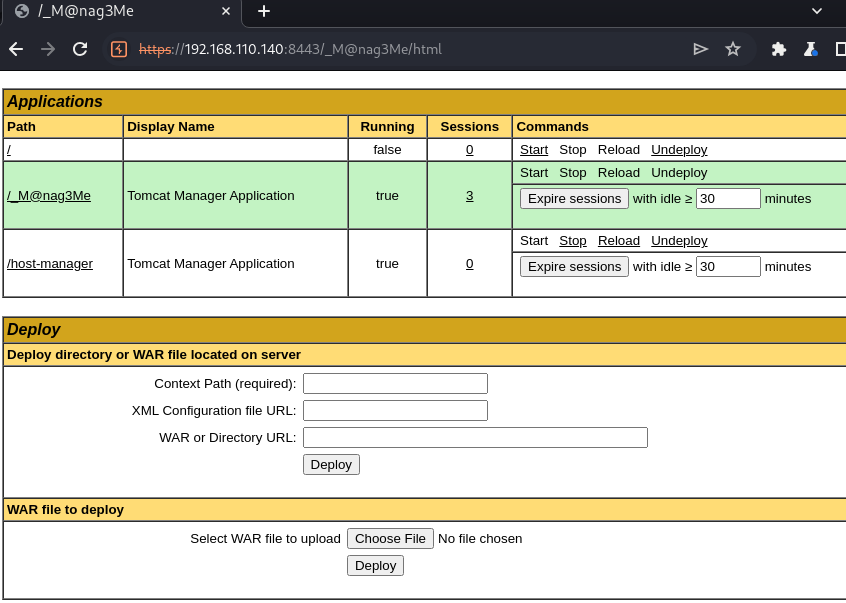 /_M@nag3Me
https://192.168.110.140:8443/_M@nag3Me/html
Applications
Path Display Name Running Sessions Commands
/ false 0 Start Stop Reload Undeploy
Start Stop Reload Undeploy
/_M@nag3Me Tomcat Manager Application true 3
Expire sessions with idle ≥ 30 minutes
Start Stop Reload Undeploy
/host-manager Tomcat Manager Application true 0
Expire sessions with idle ≥ 30 minutes
Deploy
Deploy directory or WAR file located on server
Context Path (required):
XML Configuration file URL:
WAR or Directory URL:
Deploy
WAR file to deploy
Select WAR file to upload Choose File No file chosen
Deploy